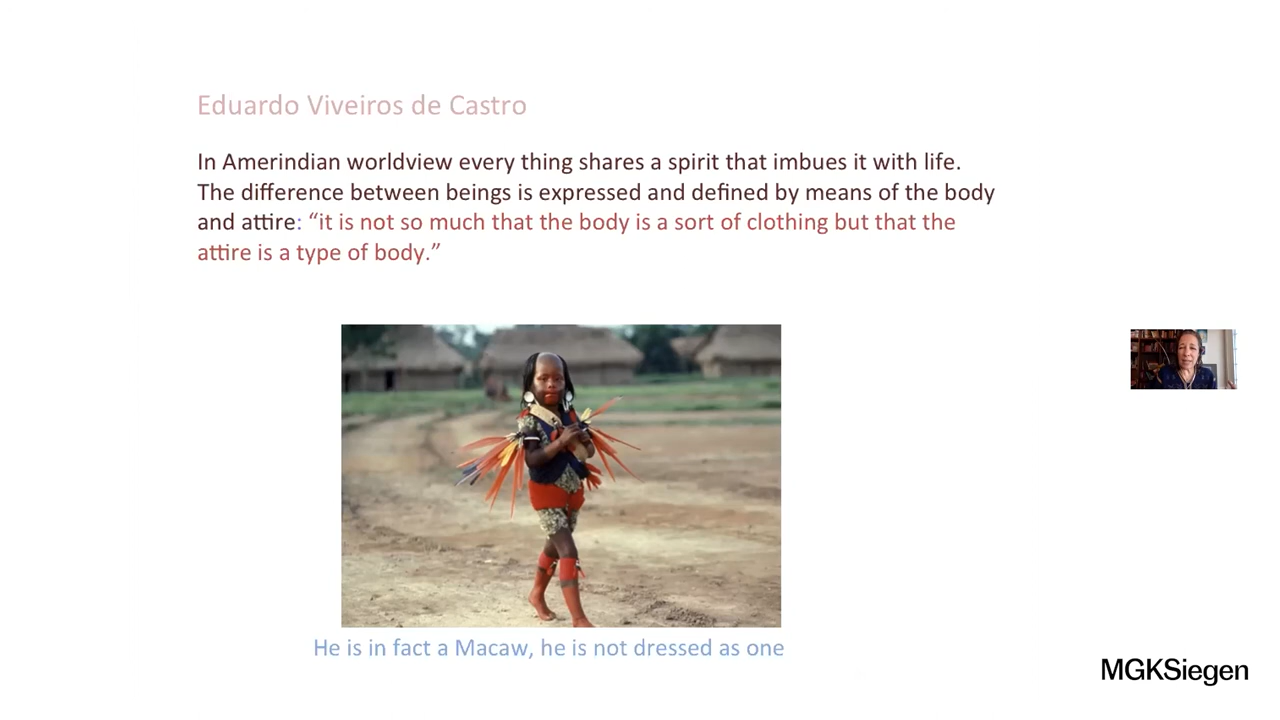 Eduardo Viveiros de Castro
In Amerindian worldview every thing shares a spirit that imbues it with life.
The difference between beings is expressed and defined by means of the body
and attire: “it is not so much that the body is a sort of clothing but that the
attire is a type of body.”
He is in fact a Macaw, he is not dressed as one
MGKSiegen